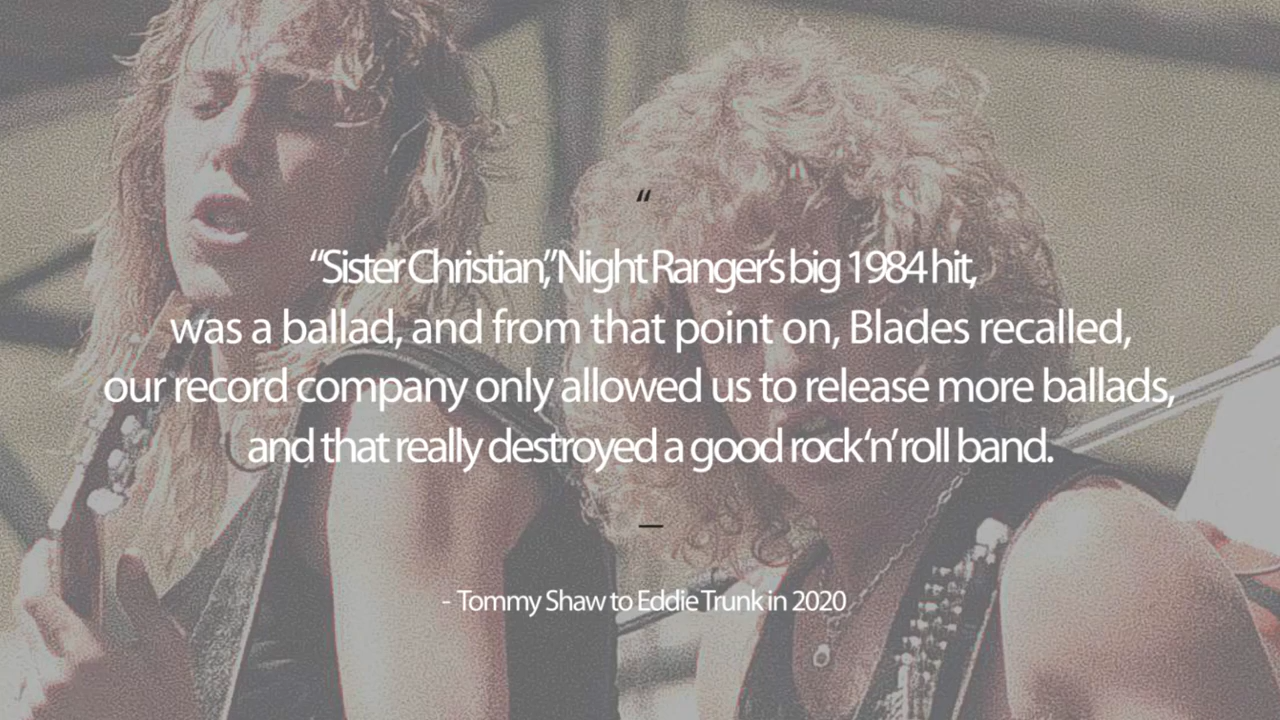 “
“Sister Christian,” Night Ranger’s big 1984 hit,
was a ballad, and from that point on, Blades recalled,
our record company only allowed us to release more ballads,
and that really destroyed a good rock ‘n’ roll band.
—
- Tommy Shaw to Eddie Trunk in 2020